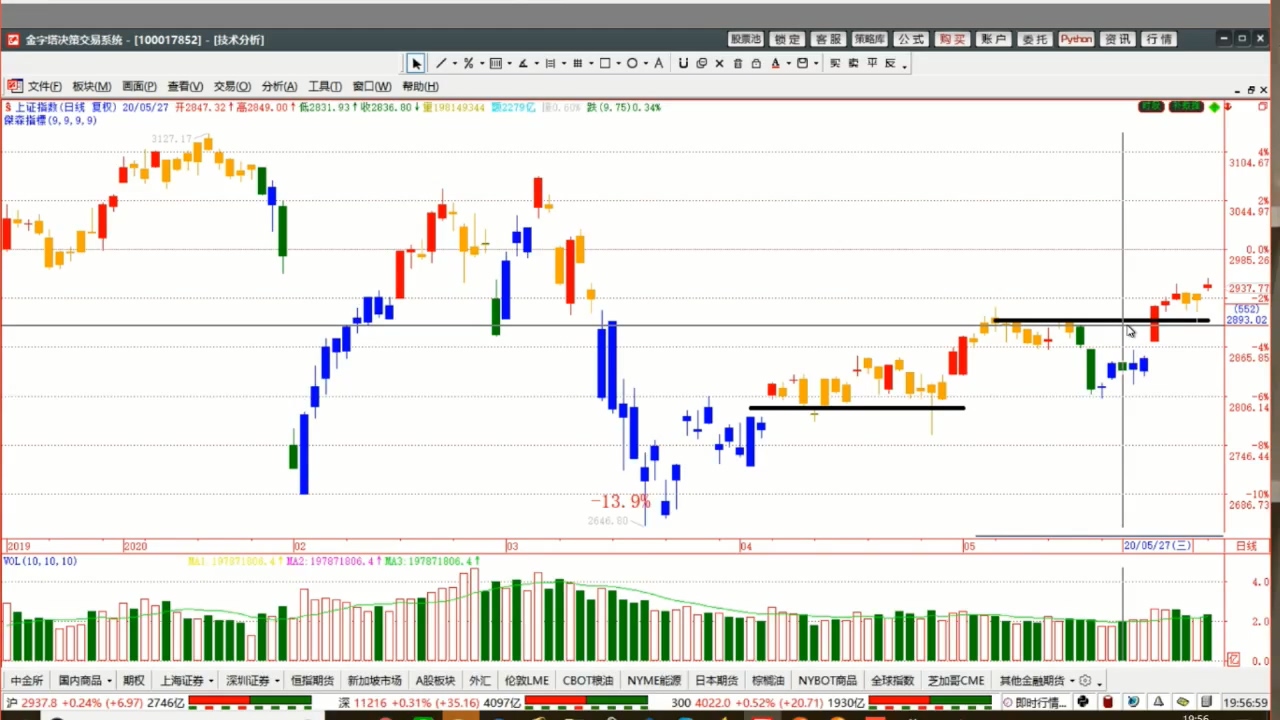 金字塔决策交易系统 - [100017852] - [技术分析]
股票池 锁定 客服 策略库 公式 购买 账户 委托 Python 资讯 行情
买 卖 平 反
文件(F) 板块(M) 画面(P) 查看(V) 交易(O) 分析(A) 工具(T) 窗口(W) 帮助(H)
上证指数(日线 复权) 20/05/27 开2847.32↑高2849.00↑低2831.93↑收2836.80↓量198149344 额2279亿 换0.60% 跌(9.75)0.34%
傑森指標(9,9,9,9)
3127.17
4%
3104.67
2%
3044.97
0.0%
2985.26
2937.77
-2%
(552)
2893.02
-4%
2865.85
-6%
2806.14
-8%
2746.44
-10%
2686.73
-13.9%
2646.80
2019 2020 02 03 04 05 20/05/27(三) 日线
VOL(10,10,10) MA1:197871806.4↑MA2:197871806.4↑MA3:197871806.4↑
4.0
2.0
0.0
亿
中金所 国内商品 期权 上海证券 深圳证券 恒指期货 新加坡市场 A股板块 外汇 伦敦LME CBOT粮油 NYME能源 日本期货 棕榈油 NYBOT商品 全球指数 芝加哥CME 其他金融期货
沪 2937.8 +0.24% (+6.97) 2746亿 深 11216 +0.31% (+35.16) 4097亿 300 4022.0 +0.52% (+20.71) 1930亿 即时行情... 19:56:59
19:56